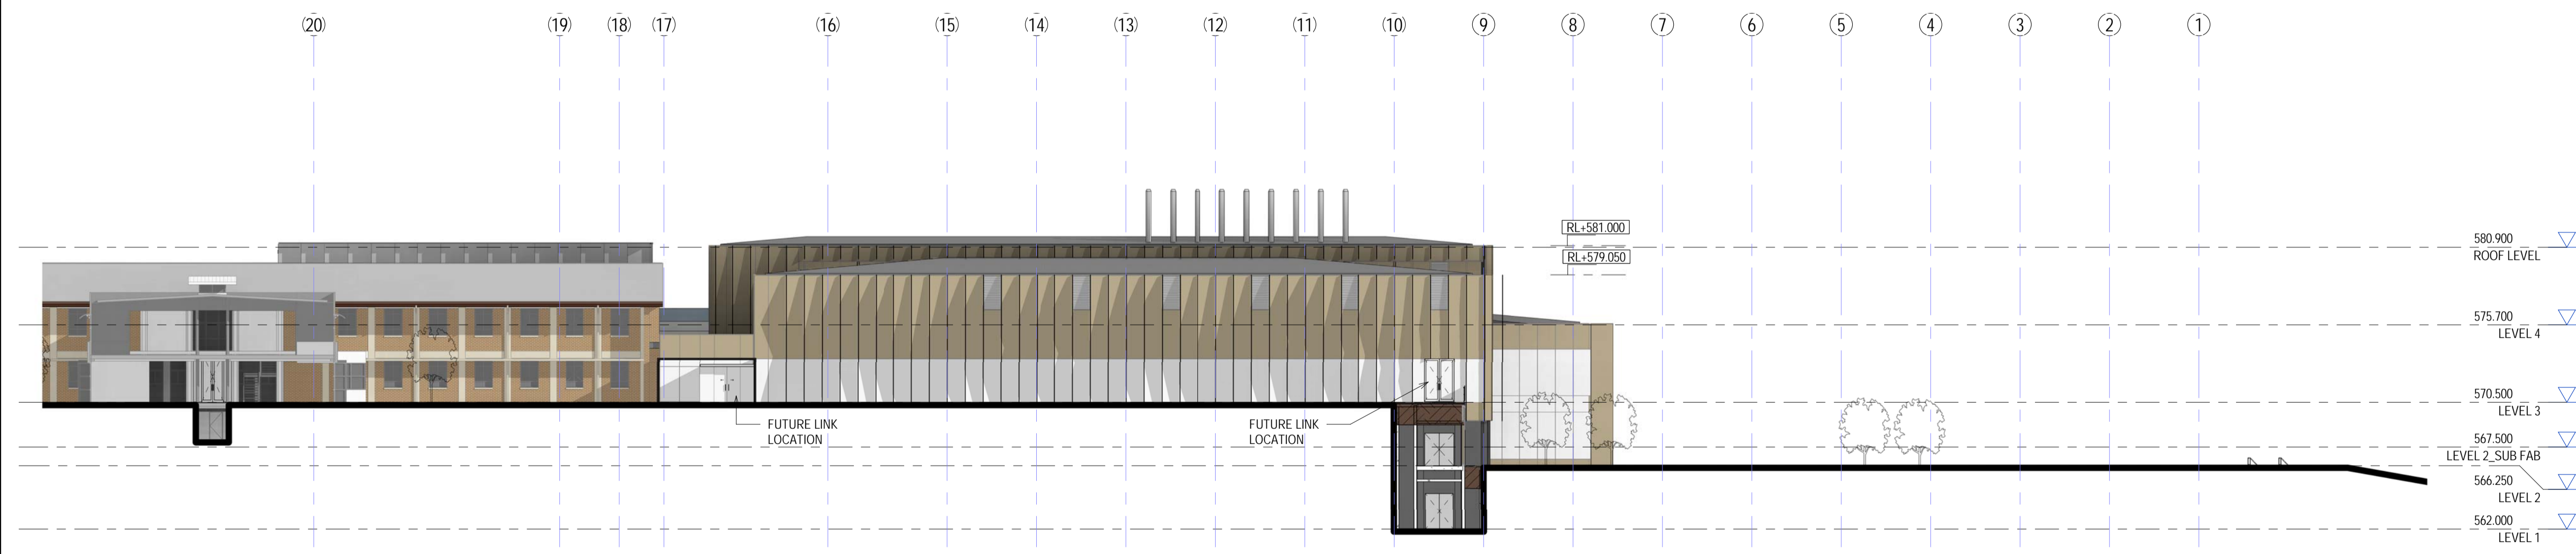 (20)
(19)
(18)
(17)
(16)
(15)
(14)
(13)
(12)
(11)
(10)
9
8
7
6
5
4
3
2
1
RL+581.000
RL+579.050
580.900
ROOF LEVEL
575.700
LEVEL 4
570.500
LEVEL 3
567.500
LEVEL 2_SUB FAB
566.250
LEVEL 2
562.000
LEVEL 1
FUTURE LINK
LOCATION
FUTURE LINK
LOCATION